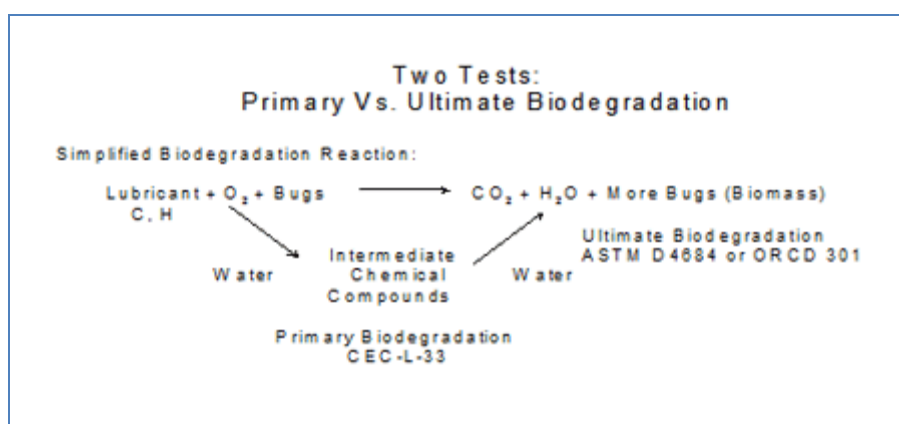 Two Tests:
Primary Vs. Ultimate Biodegradation
Simplified Biodegradation Reaction:
Lubricant + O₂ + Bugs
C, H
CO₂ + H₂O + More Bugs (Biomass)
Ultimate Biodegradation
ASTM D4684 or ORCD 301
Water
Intermediate
Chemical
Compounds
Water
Primary Biodegradation
CEC-L-33